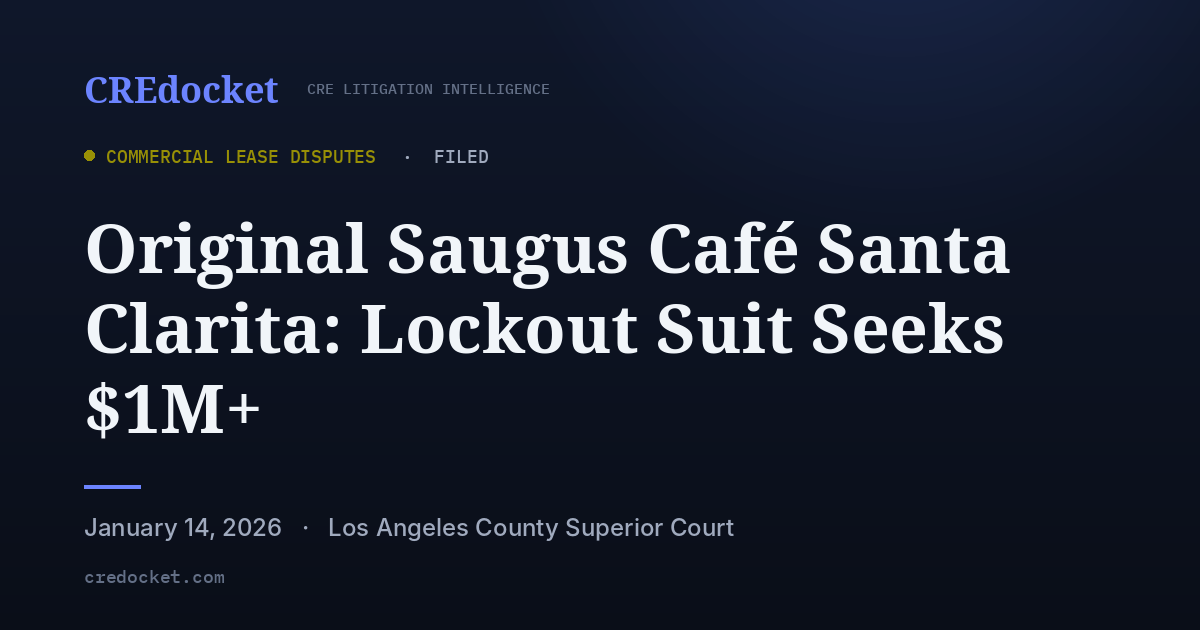 CREdocket CRE LITIGATION INTELLIGENCE
COMMERCIAL LEASE DISPUTES · FILED
Original Saugus Café Santa
Clarita: Lockout Suit Seeks
$1M+
January 14, 2026 · Los Angeles County Superior Court
credocket.com